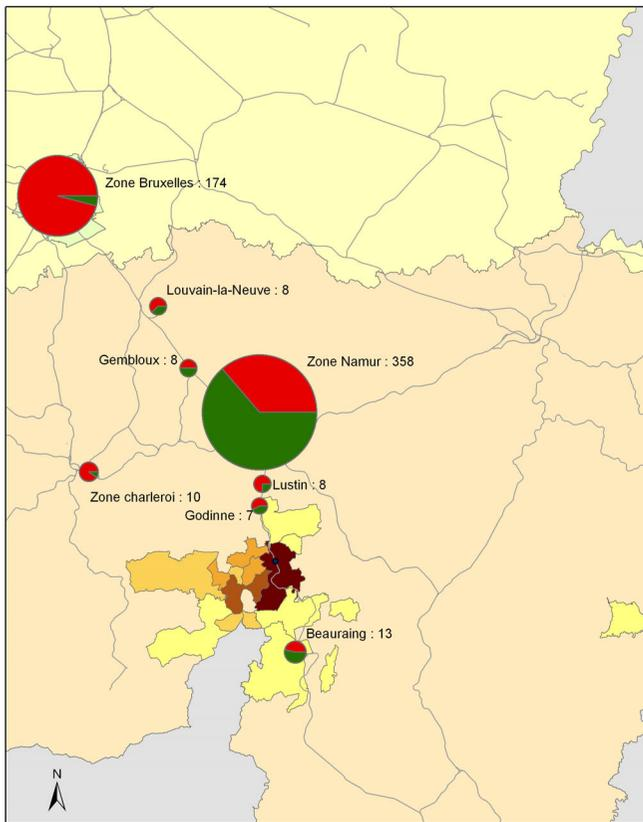 Zone Bruxelles : 174
Louvain-la-Neuve : 8
Gembloux : 8
Zone Namur : 358
Zone charleroi : 10
Lustin : 8
Godinne : 7
Beauraing : 13
N